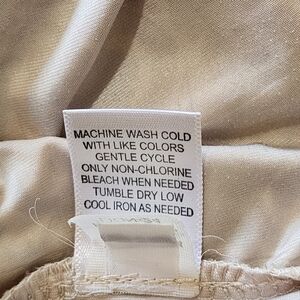 MACHINE WASH COLD
WITH LIKE COLORS
GENTLE CYCLE
ONLY NON-CHLORINE
BLEACH WHEN NEEDED
TUMBLE DRY LOW
COOL IRON AS NEEDED